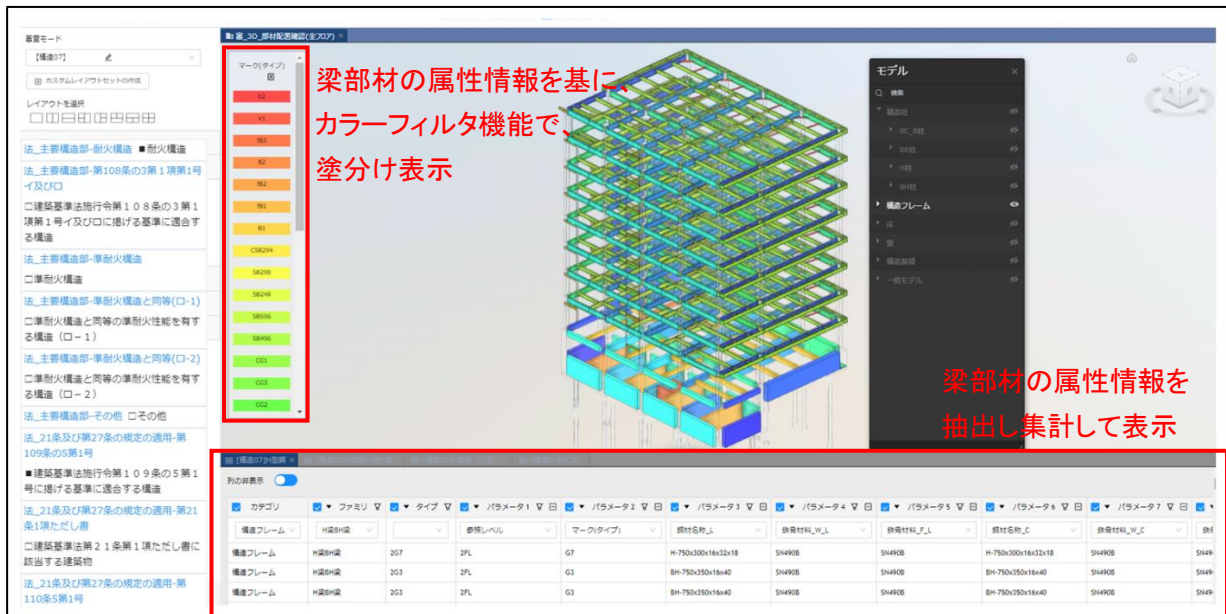 審_3D_部材配置確認(全フロア) ×
審査モード
【構造07】
カスタムレイアウトセットの作成
レイアウトを選択
法_主要構造部-耐火構造 ■耐火構造
法_主要構造部-第108条の3第1項第1号イ及びロ
□建築基準法施行令第108条の3第1項第1号イ及びロに掲げる基準に適合する構造
法_主要構造部-準耐火構造
□準耐火構造
法_主要構造部-準耐火構造と同等(ロ-1)
□準耐火構造と同等の準耐火性能を有する構造(ロ-1)
法_主要構造部-準耐火構造と同等(ロ-2)
□準耐火構造と同等の準耐火性能を有する構造(ロ-2)
法_主要構造部-その他 □その他
法_21条及び第27条の規定の適用-第109条の5第1号
■建築基準法施行令第109条の5第1号に掲げる基準に適合する構造
法_21条及び第27条の規定の適用-第21条1項ただし書
□建築基準法第21条第1項ただし書に該当する建築物
法_21条及び第27条の規定の適用-第110条5第1号
マーク(タイプ)
V1
B2
B1
CSB294
SB298
SB248
SB596
SB496
CG1
CG3
CG2
梁部材の属性情報を基に、
カラーフィルタ機能で、
塗分け表示
モデル ×
検索
構造柱
RC_B柱
BR柱
H柱
BH柱
構造フレーム
床
壁
構造基礎
一般モデル
梁部材の属性情報を
抽出し集計して表示
[構造07]H型鋼 ×
列の非表示
カテゴリ ファミリ タイプ パラメータ1 パラメータ2 パラメータ3 パラメータ4 パラメータ5 パラメータ6 パラメータ7
構造フレーム H梁BH梁 参照レベル マーク(タイプ) 鋼材名称_L 鉄骨材料_W_L 鉄骨材料_F_L 鋼材名称_C 鉄骨材料_W_C
構造フレーム H梁BH梁 2G7 2FL G7 H-750x300x16x32x18 SN490B SN490B H-750x300x16x32x18 SN490B SN49
構造フレーム H梁BH梁 2G3 2FL G3 BH-750x350x16x40 SN490B SN490B BH-750x350x16x40 SN490B SN49
構造フレーム H梁BH梁 2G3 2FL G3 BH-750x350x16x40 SN490B SN490B BH-750x350x16x40 SN490B SN49